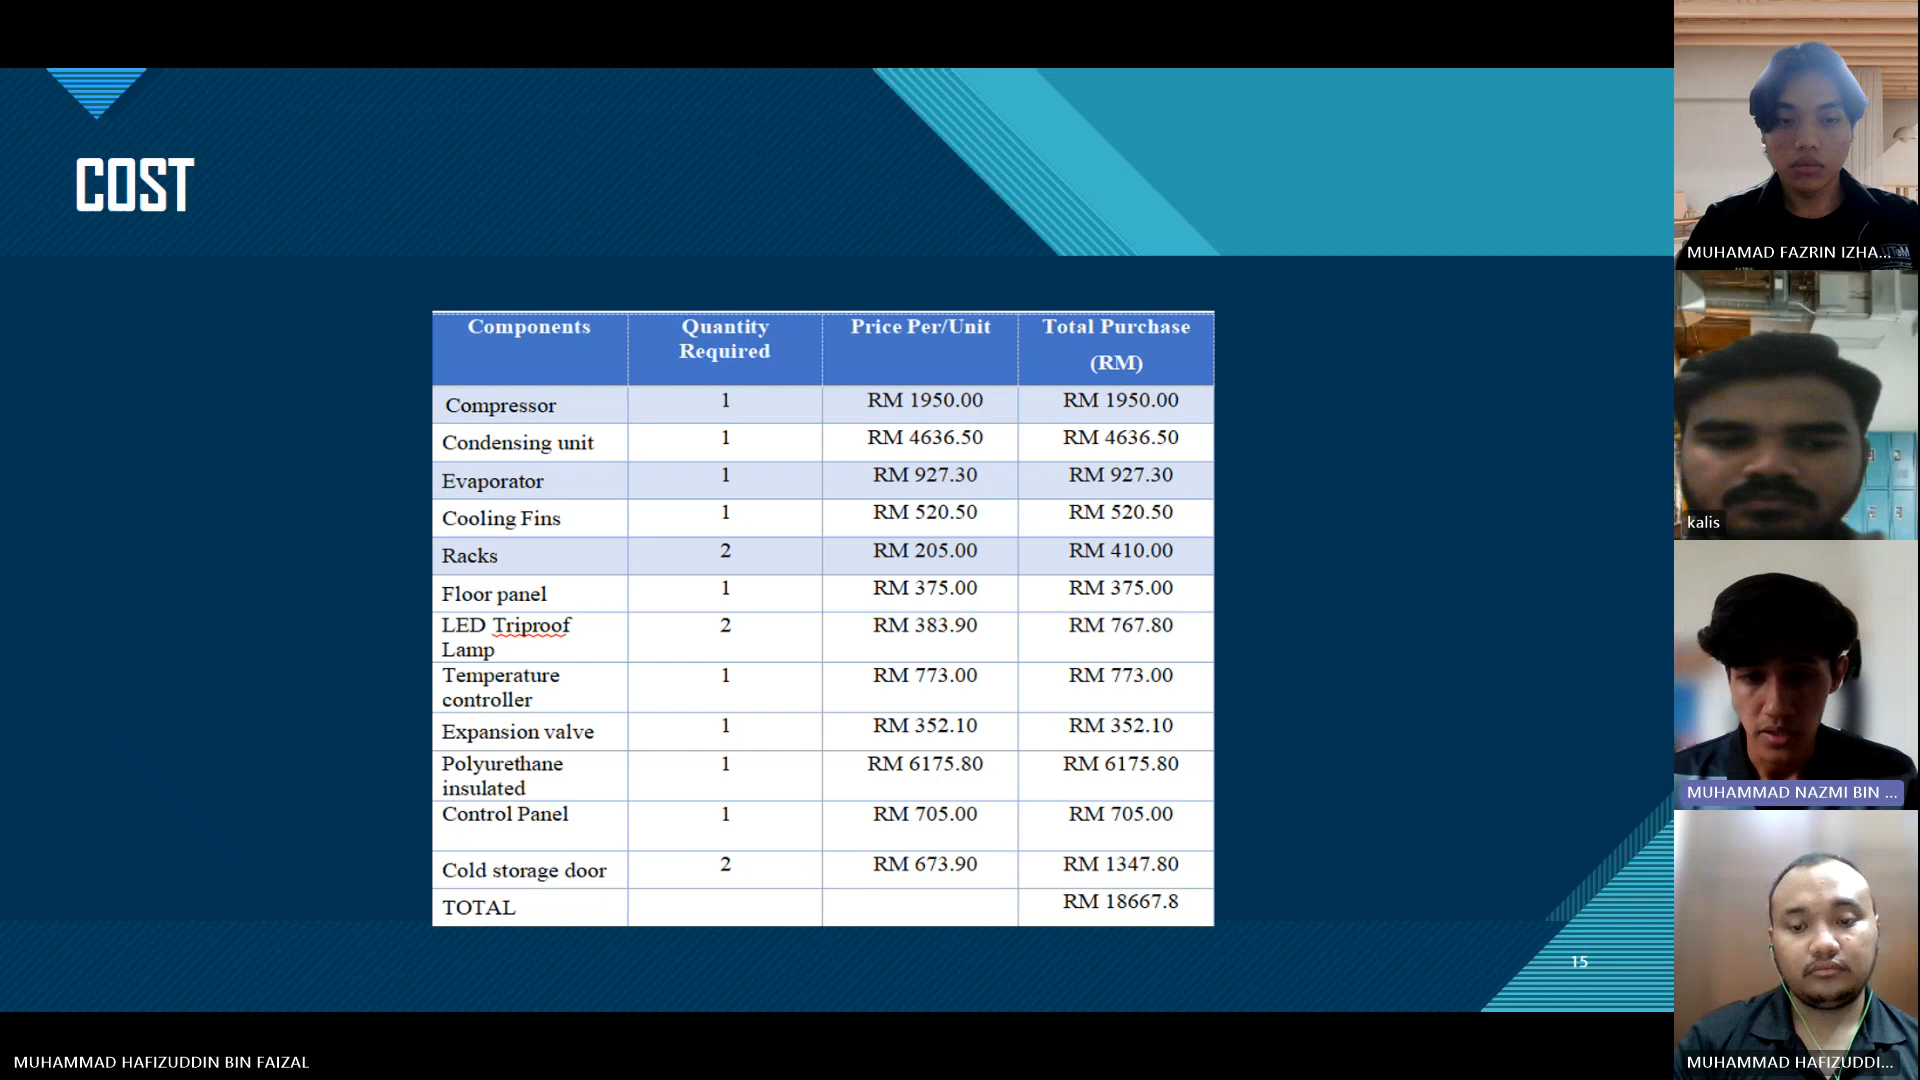 COST
Components Quantity Required Price Per/Unit Total Purchase (RM)
Compressor 1 RM 1950.00 RM 1950.00
Condensing unit 1 RM 4636.50 RM 4636.50
Evaporator 1 RM 927.30 RM 927.30
Cooling Fins 1 RM 520.50 RM 520.50
Racks 2 RM 205.00 RM 410.00
Floor panel 1 RM 375.00 RM 375.00
LED Triproof Lamp 2 RM 383.90 RM 767.80
Temperature controller 1 RM 773.00 RM 773.00
Expansion valve 1 RM 352.10 RM 352.10
Polyurethane insulated 1 RM 6175.80 RM 6175.80
Control Panel 1 RM 705.00 RM 705.00
Cold storage door 2 RM 673.90 RM 1347.80
TOTAL RM 18667.8
15
MUHAMMAD HAFIZUDDIN BIN FAIZAL
MUHAMAD FAZRIN IZHA...
kalis
MUHAMMAD NAZMI BIN ...
MUHAMMAD HAFIZUDDI...